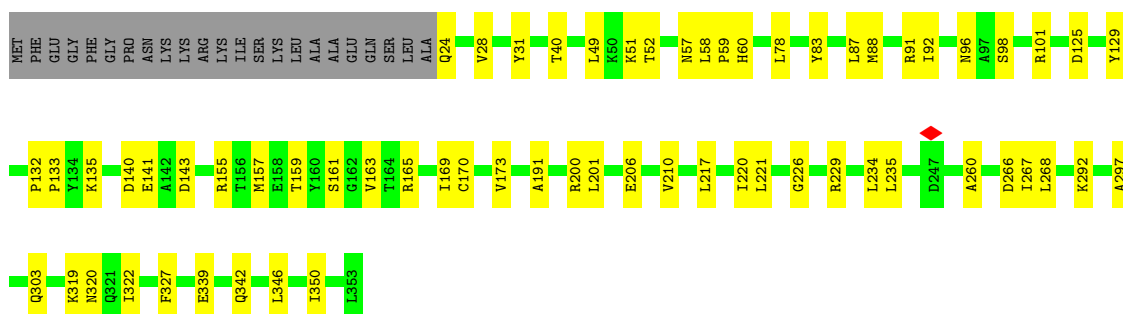 MET PHE GLU GLY PHE GLY PRO ASN LYS LYS ARG LYS ILE SER LYS LEU ALA ALA GLU GLN SER LEU ALA Q24 V28 Y31 T40 L49 K50 K51 T52 N57 L58 P59 H60 L78 Y83 L87 M88 R91 I92 N96 A97 S98 R101 D125 Y129
P132 P133 Y134 K135 D140 E141 A142 D143 R155 T156 M157 E158 T159 Y160 S161 G162 V163 T164 R165 I169 C170 V173 A191 R200 L201 E206 V210 L217 I220 L221 G226 R229 L234 L235 D247 A260 D266 I267 L268 K292 A297
Q303 K319 N320 Q321 I322 F327 E339 Q342 L346 I350 L353